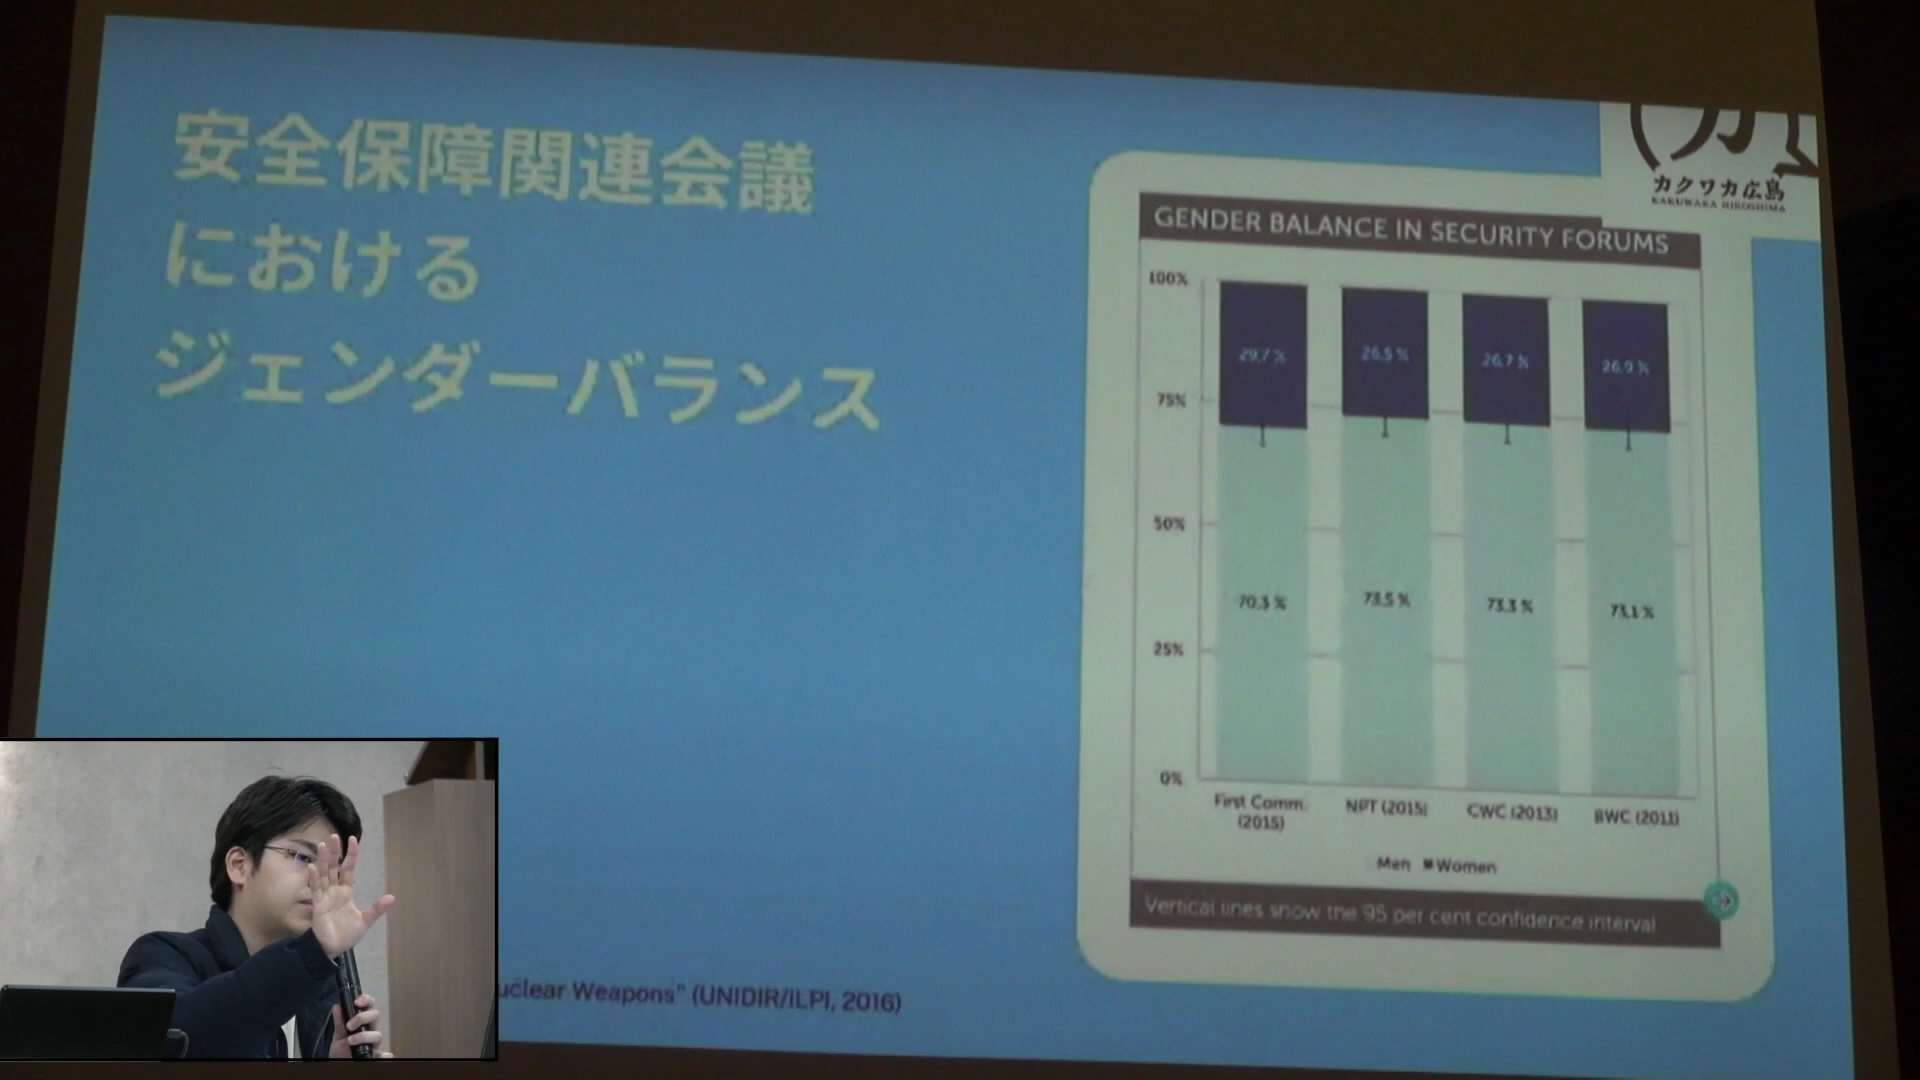 安全保障関連会議
における
ジェンダーバランス
カクワカ広島
KAKUWAKA HIROSHIMA
GENDER BALANCE IN SECURITY FORUMS
100%
75%
50%
25%
0%
29.7 %
26.5 %
26.7 %
26.9 %
70.3 %
73.5 %
73.3 %
73.1 %
First Comm. (2015)
NPT (2015)
CWC (2013)
BWC (2011)
Men Women
Vertical lines show the 95 per cent confidence interval
Weapons" (UNIDIR/ILPI, 2016)